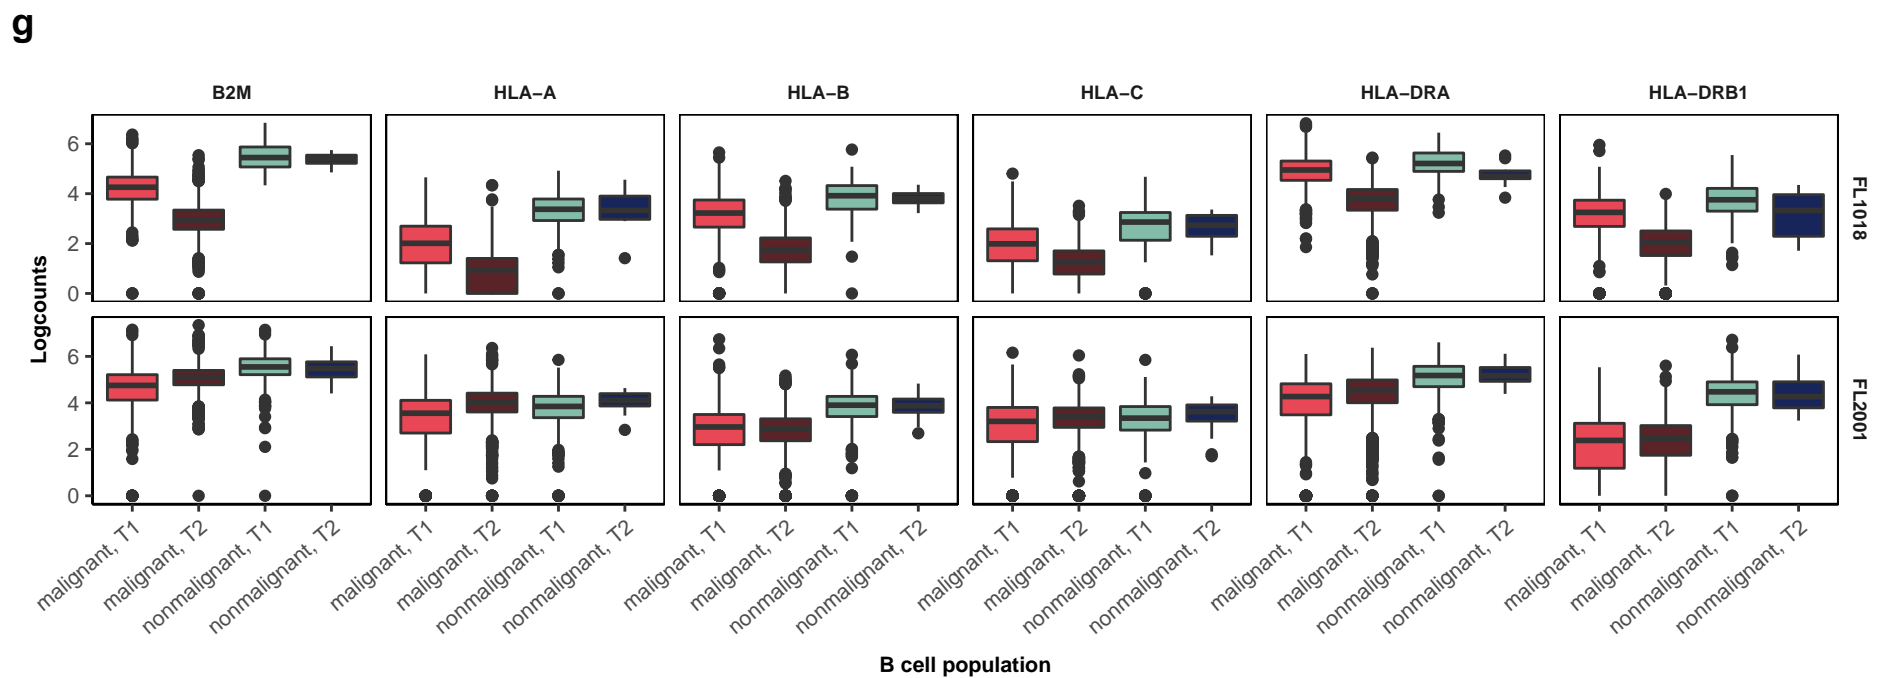 g
B2M HLA−A HLA−B HLA−C HLA−DRA HLA−DRB1
6
4
2
0
FL1018
Logcounts
6
4
2
0
FL2001
malignant, T1 malignant, T2 nonmalignant, T1 nonmalignant, T2 malignant, T1 malignant, T2 nonmalignant, T1 nonmalignant, T2 malignant, T1 malignant, T2 nonmalignant, T1 nonmalignant, T2 malignant, T1 malignant, T2 nonmalignant, T1 nonmalignant, T2 malignant, T1 malignant, T2 nonmalignant, T1 nonmalignant, T2 malignant, T1 malignant, T2 nonmalignant, T1 nonmalignant, T2
B cell population